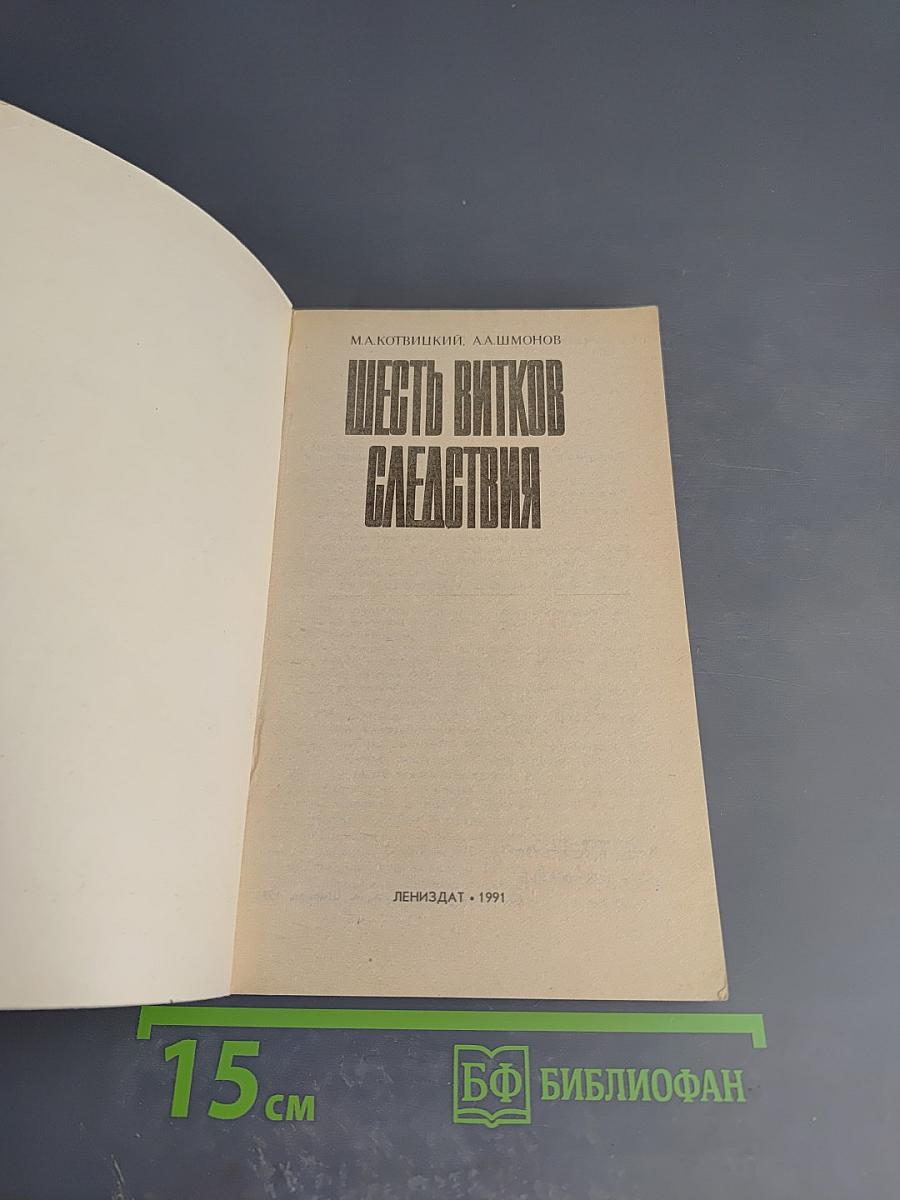 М.А.КОТВИЦКИЙ, А.А.ШМОНОВ
ШЕСТЬ ВИТКОВ
СЛЕДСТВИЯ
ЛЕНИЗДАТ • 1991
15 см
БФ БИБЛИОФАН